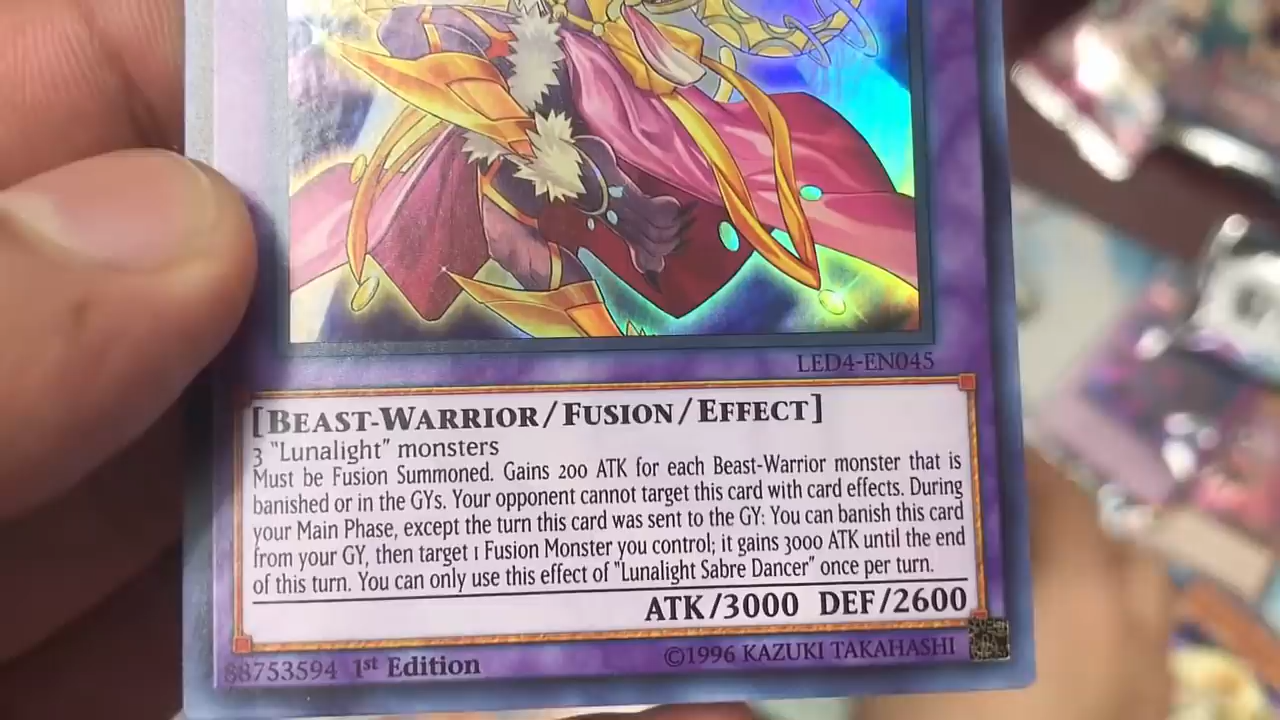 LED4-EN045
[BEAST-WARRIOR/FUSION/EFFECT]
3 "Lunalight" monsters
Must be Fusion Summoned. Gains 200 ATK for each Beast-Warrior monster that is
banished or in the GYs. Your opponent cannot target this card with card effects. During
your Main Phase, except the turn this card was sent to the GY: You can banish this card
from your GY, then target 1 Fusion Monster you control; it gains 3000 ATK until the end
of this turn. You can only use this effect of "Lunalight Sabre Dancer" once per turn.
ATK/3000 DEF/2600
88753594 1st Edition
©1996 KAZUKI TAKAHASHI